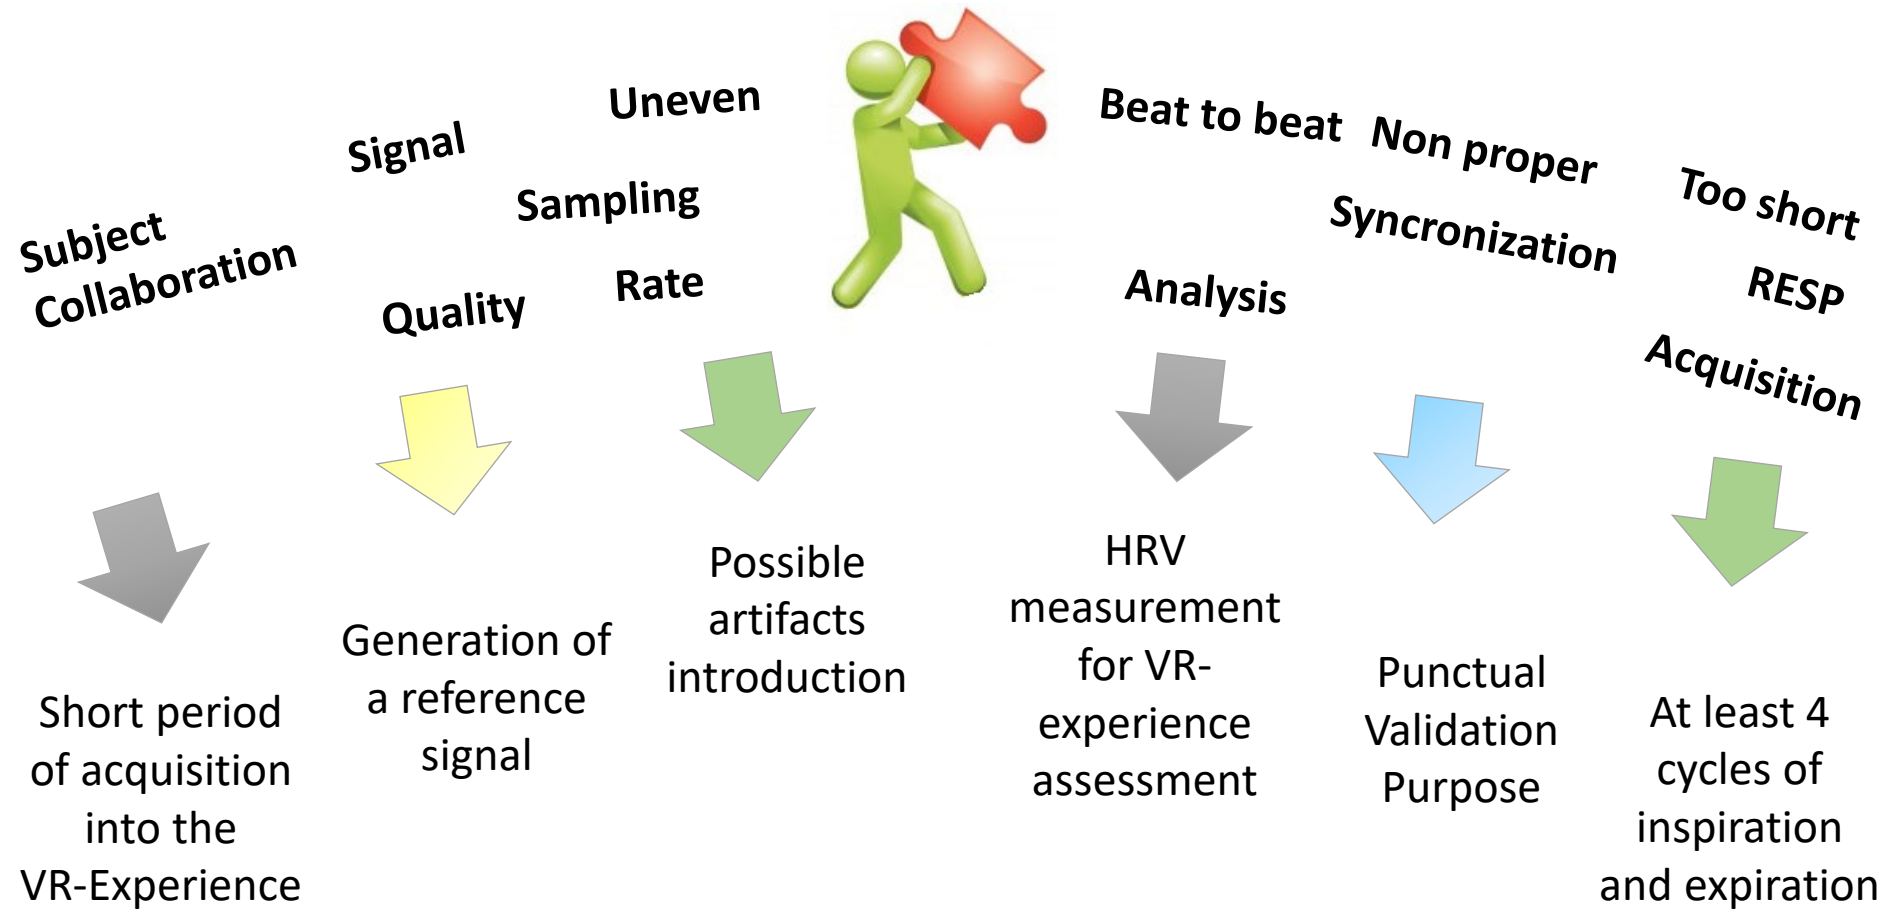 Subject
Collaboration
Signal
Quality
Uneven
Sampling
Rate
Beat to beat
Analysis
Non proper
Syncronization
Too short
RESP
Acquisition
Short period
of acquisition
into the
VR-Experience
Generation of
a reference
signal
Possible
artifacts
introduction
HRV
measurement
for VR-
experience
assessment
Punctual
Validation
Purpose
At least 4
cycles of
inspiration
and expiration